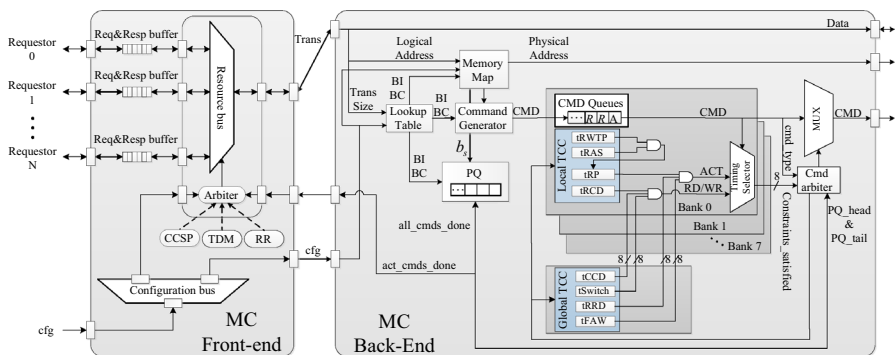 Requestor
0
Req&Resp buffer
Requestor
1
Req&Resp buffer
Requestor
N
Req&Resp buffer
Resource bus
Trans
Arbiter
CCSP
TDM
RR
cfg
Configuration bus
cfg
MC
Front-end
Data
Logical
Address
Memory
Map
Physical
Address
Trans
Size
BI
BC
Lookup
Table
BI
BC
Command
Generator
CMD
CMD Queues
··· R R A
CMD
MUX
CMD
bs
BI
BC
PQ
···
Local TCC
tRWTP
tRAS
tRP
tRCD
ACT
RD/WR
Timing
Selector
8
cmd_type
Cmd
arbiter
Bank 0
Bank 1
Bank 7
Constraints_satisfied
PQ_head
&
PQ_tail
all_cmds_done
act_cmds_done
8 8 8 8
Global TCC
tCCD
tSwitch
tRRD
tFAW
MC
Back-End